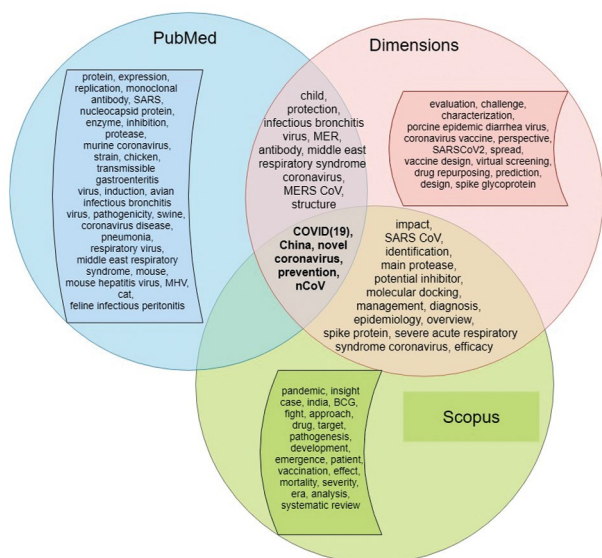 PubMed
Dimensions
protein, expression,
replication, monoclonal
antibody, SARS,
nucleocapsid protein,
enzyme, inhibition,
protease,
murine coronavirus,
strain, chicken,
transmissible
gastroenteritis
virus, induction, avian
infectious bronchitis
virus, pathogenicity, swine,
coronavirus disease,
pneumonia,
respiratory virus,
middle east respiratory
syndrome, mouse,
mouse hepatitis virus, MHV,
cat,
feline infectious peritonitis
child,
protection,
infectious bronchitis
virus, MER,
antibody, middle east
respiratory syndrome
coronavirus,
MERS CoV,
structure
evaluation, challenge,
characterization,
porcine epidemic diarrhea virus,
coronavirus vaccine, perspective,
SARSCoV2, spread,
vaccine design, virtual screening,
drug repurposing, prediction,
design, spike glycoprotein
COVID(19),
China, novel
coronavirus,
prevention,
nCoV
impact,
SARS CoV,
identification,
main protease,
potential inhibitor,
molecular docking,
management, diagnosis,
epidemiology, overview,
spike protein, severe acute respiratory
syndrome coronavirus, efficacy
pandemic, insight
case, india, BCG,
fight, approach,
drug, target,
pathogenesis,
development,
emergence, patient,
vaccination, effect,
mortality, severity,
era, analysis,
systematic review
Scopus